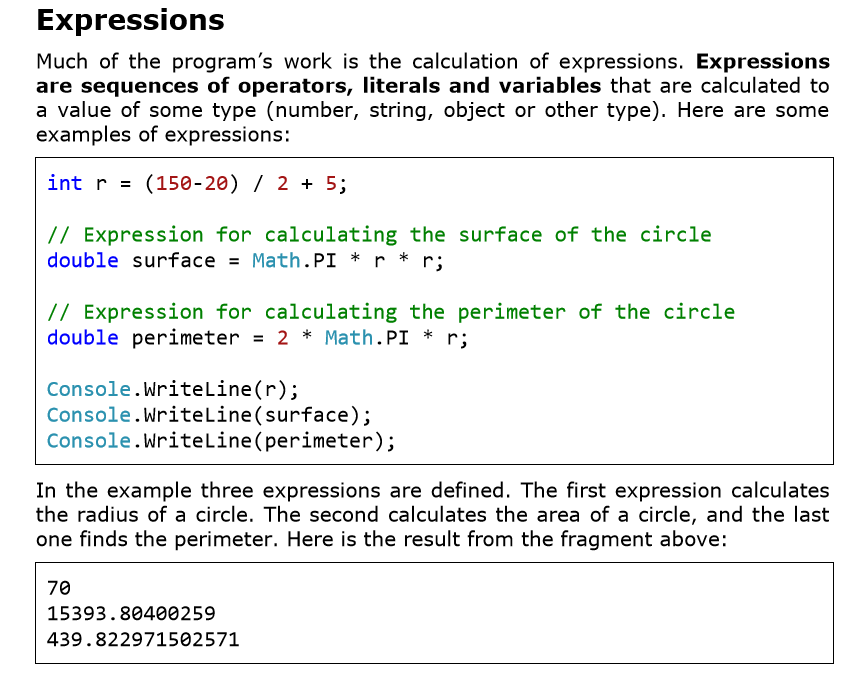 Expressions
Much of the program's work is the calculation of expressions. Expressions
are sequences of operators, literals and variables that are calculated to
a value of some type (number, string, object or other type). Here are some
examples of expressions:
int r = (150-20) / 2 + 5;
// Expression for calculating the surface of the circle
double surface = Math.PI * r * r;
// Expression for calculating the perimeter of the circle
double perimeter = 2 * Math.PI * r;
Console.WriteLine(r);
Console.WriteLine(surface);
Console.WriteLine(perimeter);
In the example three expressions are defined. The first expression calculates
the radius of a circle. The second calculates the area of a circle, and the last
one finds the perimeter. Here is the result from the fragment above:
70
15393.80400259
439.822971502571